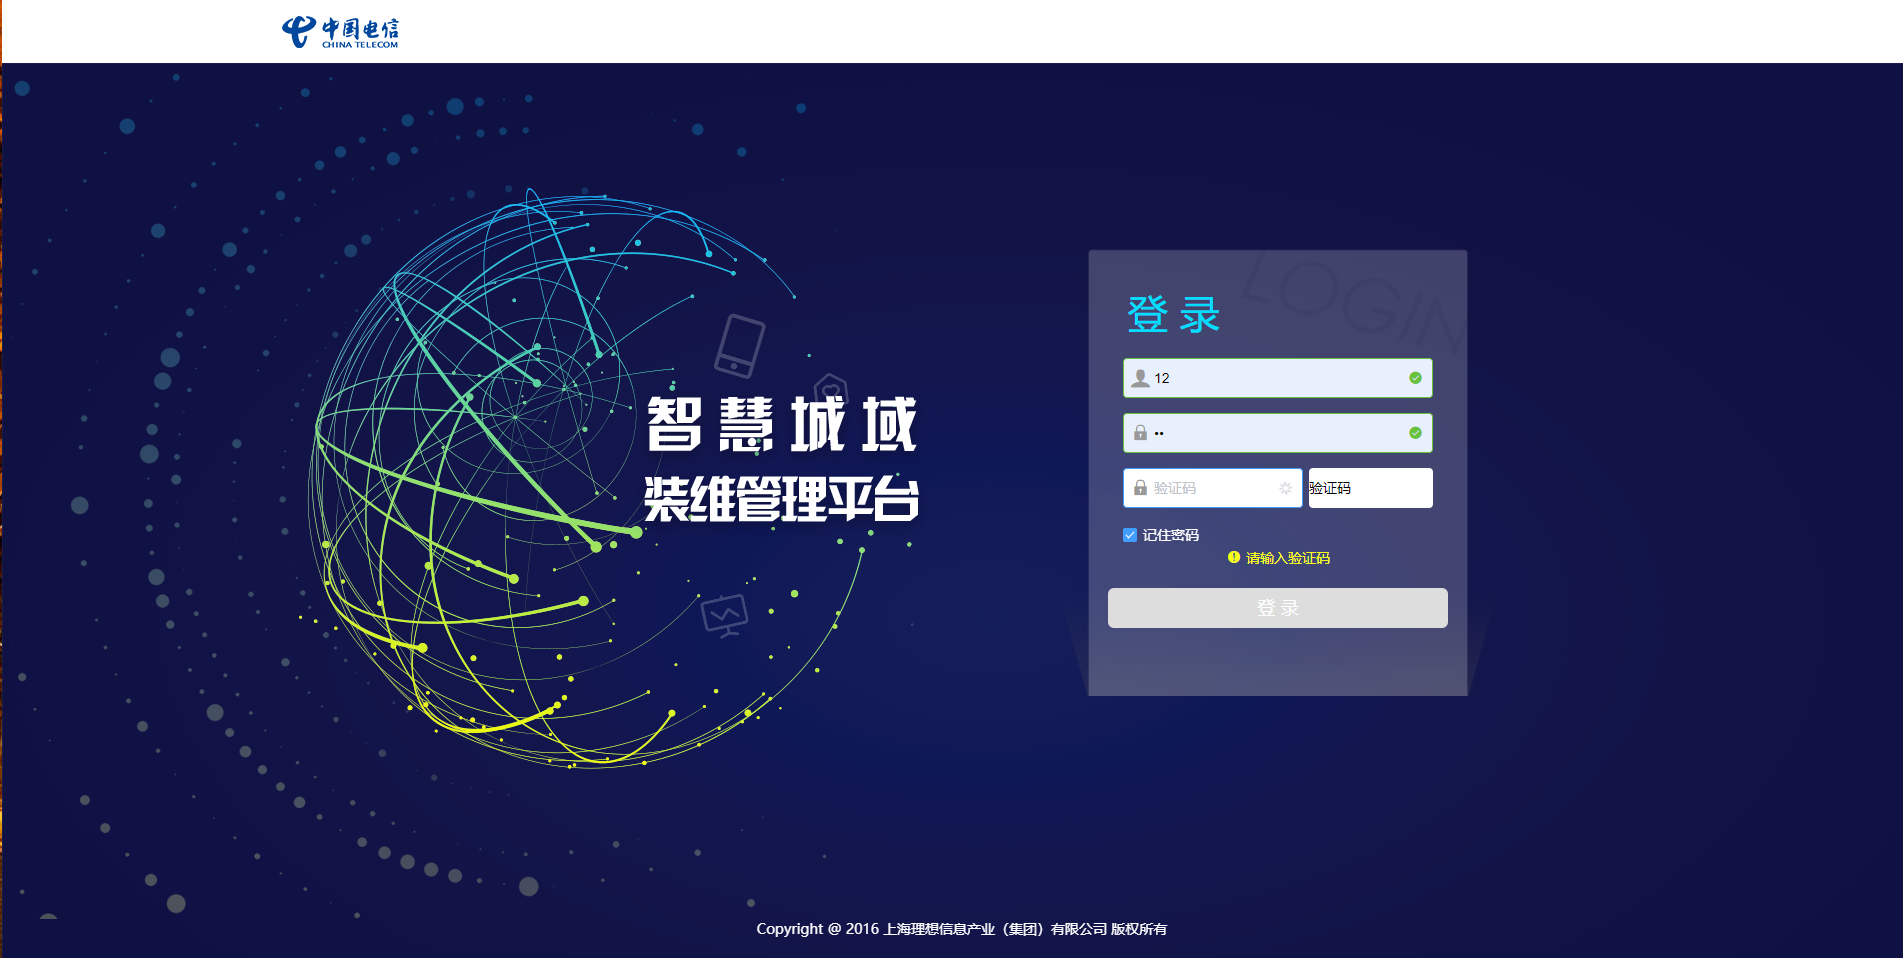 中国电信
CHINA TELECOM
LOGIN
登 录
12
智慧城域
装维管理平台
验证码 验证码
记住密码
请输入验证码
登 录
Copyright @ 2016 上海理想信息产业（集团）有限公司 版权所有